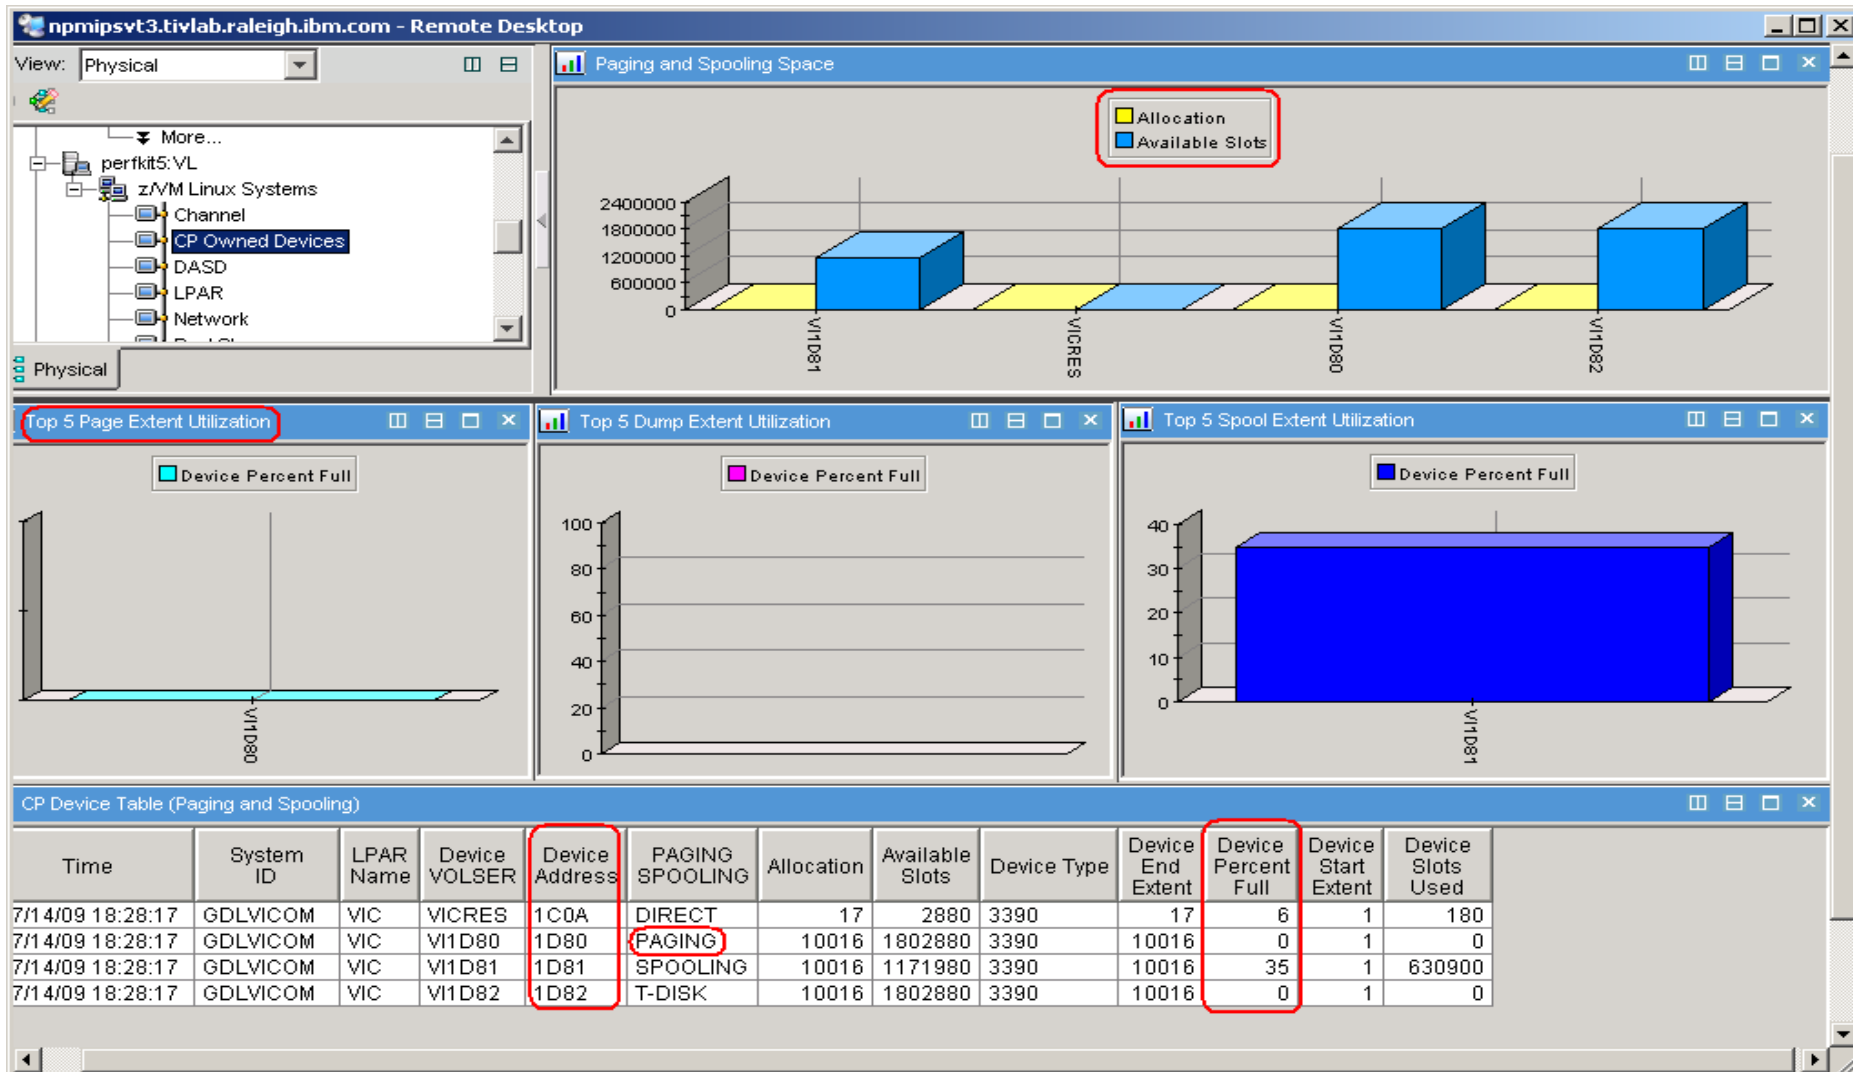 npmipsvt3.tivlab.raleigh.ibm.com - Remote Desktop
View: Physical
More...
perfkit5:VL
z/VM Linux Systems
Channel
CP Owned Devices
DASD
LPAR
Network
Physical
Paging and Spooling Space
Allocation
Available Slots
2400000
1800000
1200000
600000
0
VI1D81 VICRES VI1D80 VI1D82
Top 5 Page Extent Utilization
Device Percent Full
VI1D80
Top 5 Dump Extent Utilization
Device Percent Full
100
80
60
40
20
0
Top 5 Spool Extent Utilization
Device Percent Full
40
30
20
10
0
VI1D81
CP Device Table (Paging and Spooling)
Time System ID LPAR Name Device VOLSER Device Address PAGING SPOOLING Allocation Available Slots Device Type Device End Extent Device Percent Full Device Start Extent Device Slots Used
7/14/09 18:28:17 GDLVICOM VIC VICRES 1C0A DIRECT 17 2880 3390 17 6 1 180
7/14/09 18:28:17 GDLVICOM VIC VI1D80 1D80 PAGING 10016 1802880 3390 10016 0 1 0
7/14/09 18:28:17 GDLVICOM VIC VI1D81 1D81 SPOOLING 10016 1171980 3390 10016 35 1 630900
7/14/09 18:28:17 GDLVICOM VIC VI1D82 1D82 T-DISK 10016 1802880 3390 10016 0 1 0